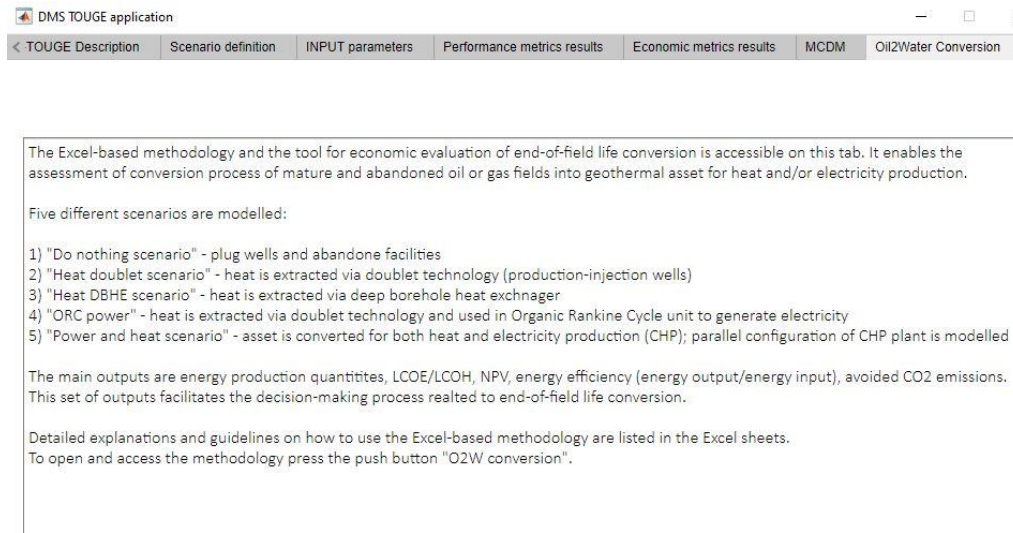 DMS TOUGE application
< TOUGE Description Scenario definition INPUT parameters Performance metrics results Economic metrics results MCDM Oil2Water Conversion
The Excel-based methodology and the tool for economic evaluation of end-of-field life conversion is accessible on this tab. It enables the
assessment of conversion process of mature and abandoned oil or gas fields into geothermal asset for heat and/or electricity production.
Five different scenarios are modelled:
1) "Do nothing scenario" - plug wells and abandone facilities
2) "Heat doublet scenario" - heat is extracted via doublet technology (production-injection wells)
3) "Heat DBHE scenario" - heat is extracted via deep borehole heat exchnager
4) "ORC power" - heat is extracted via doublet technology and used in Organic Rankine Cycle unit to generate electricity
5) "Power and heat scenario" - asset is converted for both heat and electricity production (CHP); parallel configuration of CHP plant is modelled
The main outputs are energy production quantitites, LCOE/LCOH, NPV, energy efficiency (energy output/energy input), avoided CO2 emissions.
This set of outputs facilitates the decision-making process realted to end-of-field life conversion.
Detailed explanations and guidelines on how to use the Excel-based methodology are listed in the Excel sheets.
To open and access the methodology press the push button "O2W conversion".